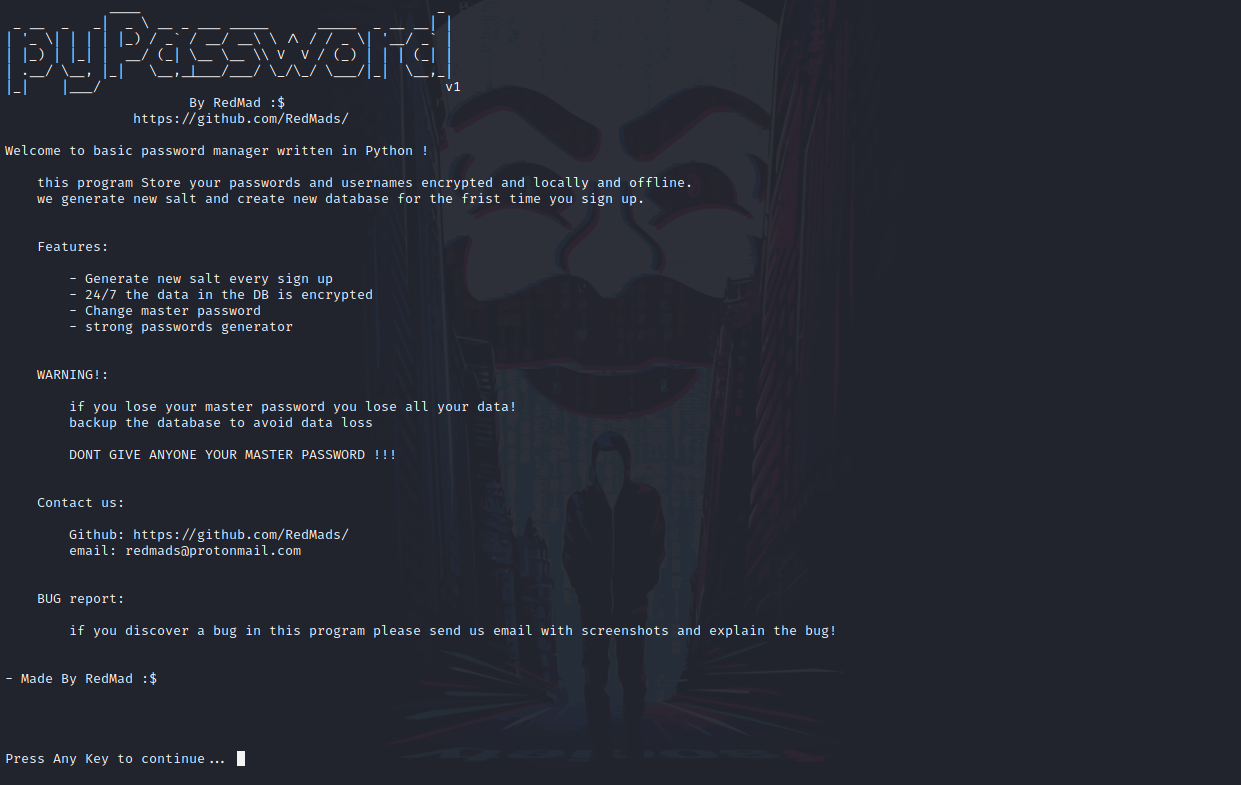 pyPassword
v1
By RedMad :$
https://github.com/RedMads/
Welcome to basic password manager written in Python !
this program Store your passwords and usernames encrypted and locally and offline.
we generate new salt and create new database for the frist time you sign up.
Features:
- Generate new salt every sign up
- 24/7 the data in the DB is encrypted
- Change master password
- strong passwords generator
WARNING!:
if you lose your master password you lose all your data!
backup the database to avoid data loss
DONT GIVE ANYONE YOUR MASTER PASSWORD !!!
Contact us:
Github: https://github.com/RedMads/
email: redmads@protonmail.com
BUG report:
if you discover a bug in this program please send us email with screenshots and explain the bug!
- Made By RedMad :$
Press Any Key to continue...